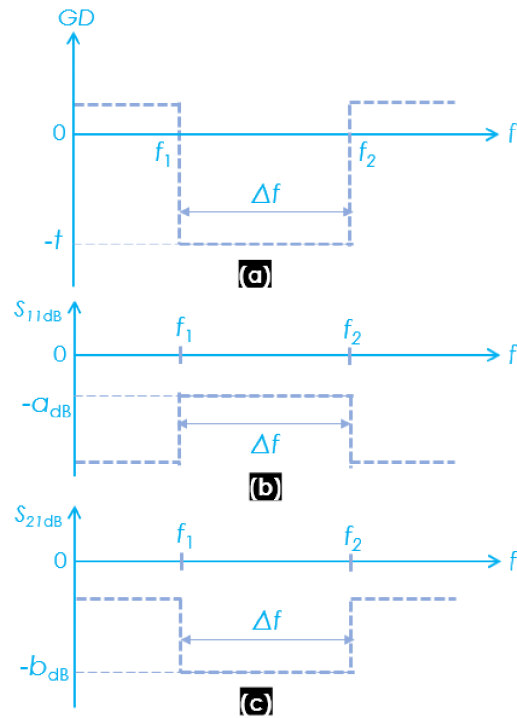 GD
0
f
f1
f2
Δf
-t
(a)
S11dB
f1
f2
0
f
-adB
Δf
(b)
S21dB
f1
f2
0
f
Δf
-bdB
(c)